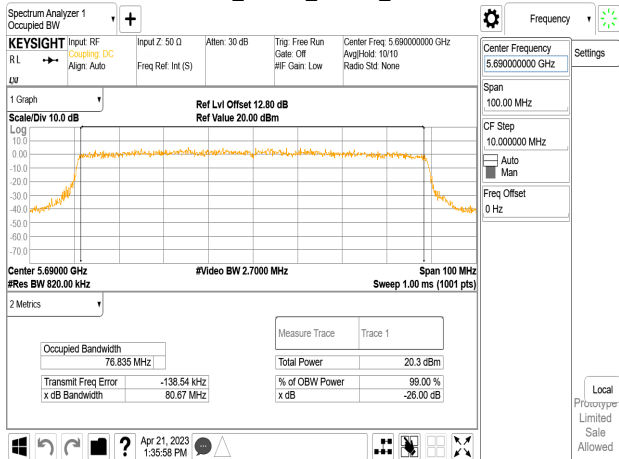 Spectrum Analyzer 1
Occupied BW
Frequency
KEYSIGHT
R L
Input: RF
Coupling: DC
Align: Auto
Input Z: 50 Ω
Freq Ref: Int (S)
Atten: 30 dB
Trig: Free Run
Gate: Off
#IF Gain: Low
Center Freq: 5.690000000 GHz
Avg|Hold: 10/10
Radio Std: None
Center Frequency
5.690000000 GHz
Settings
Span
100.00 MHz
CF Step
10.000000 MHz
Auto
Man
Freq Offset
0 Hz
1 Graph
Scale/Div 10.0 dB
Ref Lvl Offset 12.80 dB
Ref Value 20.00 dBm
Log
10.0
0.00
-10.0
-20.0
-30.0
-40.0
-50.0
-60.0
-70.0
Center 5.69000 GHz
#Res BW 820.00 kHz
#Video BW 2.7000 MHz
Span 100 MHz
Sweep 1.00 ms (1001 pts)
2 Metrics
Measure Trace
Trace 1
Occupied Bandwidth
76.835 MHz
Total Power
20.3 dBm
Transmit Freq Error
-138.54 kHz
% of OBW Power
99.00 %
x dB Bandwidth
80.67 MHz
x dB
-26.00 dB
Local
Prototype
Limited
Sale
Allowed
Apr 21, 2023
1:35:58 PM